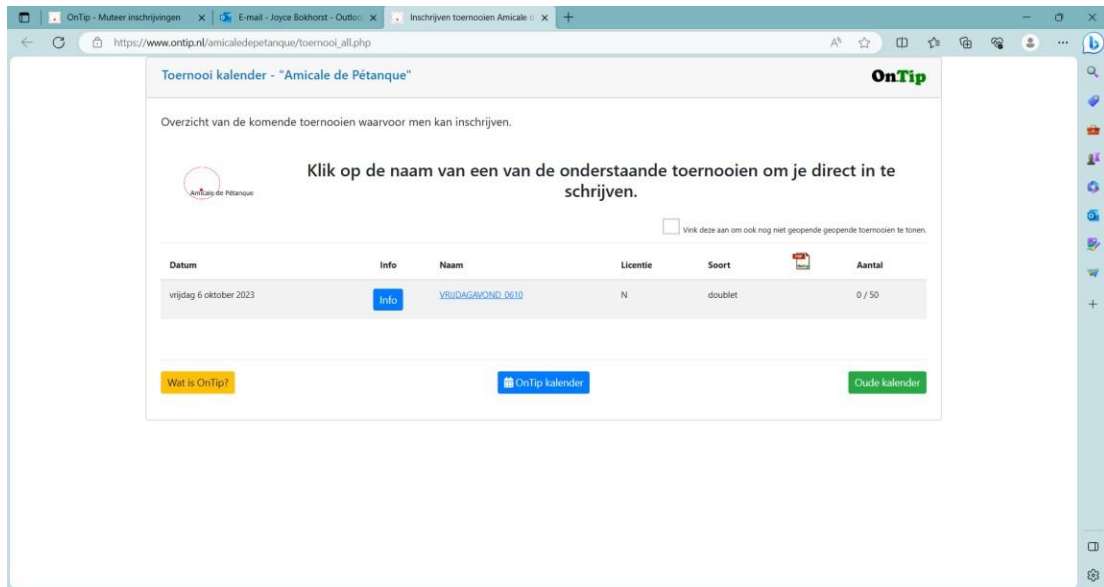 OnTip - Muteer inschrijvingen
E-mail - Joyce Bokhorst - Outloo
Inschrijven toernooien Amicale d
https://www.ontip.nl/amicaledepetanque/toernooi_all.php
Toernooi kalender - "Amicale de Pétanque"
OnTip
Overzicht van de komende toernooien waarvoor men kan inschrijven.
Amicale de Pétanque
Klik op de naam van een van de onderstaande toernooien om je direct in te
schrijven.
Vink deze aan om ook nog niet geopende geopende toernooien te tonen.
Datum Info Naam Licentie Soort Aantal
vrijdag 6 oktober 2023 Info VRIJDAGAVOND_0610 N doublet 0 / 50
Wat is OnTip? OnTip kalender Oude kalender